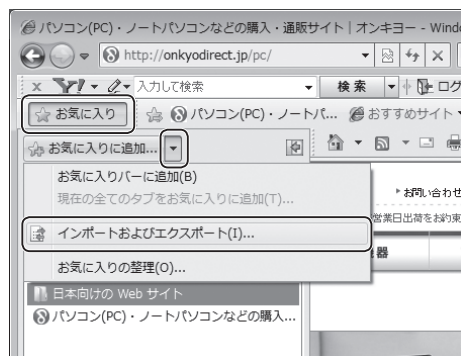 パソコン(PC)・ノートパソコンなどの購入・通販サイト | オンキヨー - Wind
http://onkyodirect.jp/pc/
x Y! 入力して検索 検 索 ログ
お気に入り パソコン(PC)・ノートパ... おすすめサイト
お気に入りに追加...
お気に入りバーに追加(B)
現在の全てのタブをお気に入りに追加(T)...
お問い合わせ
営業日出荷をお約束
インポートおよびエクスポート(I)...
器
お気に入りの整理(O)...
日本向けの Web サイト
パソコン(PC)・ノートパソコンなどの購入...